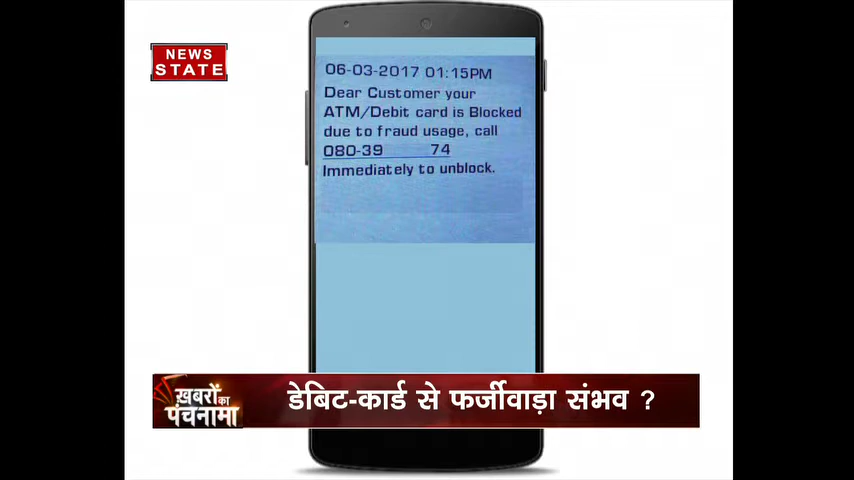 NEWS
STATE
06-03-2017 01:15PM
Dear Customer your
ATM/Debit card is Blocked
due to fraud usage, call
080-39 74
Immediately to unblock.
ख़बरों का
पंचनामा
डेबिट-कार्ड से फर्जीवाड़ा संभव ?